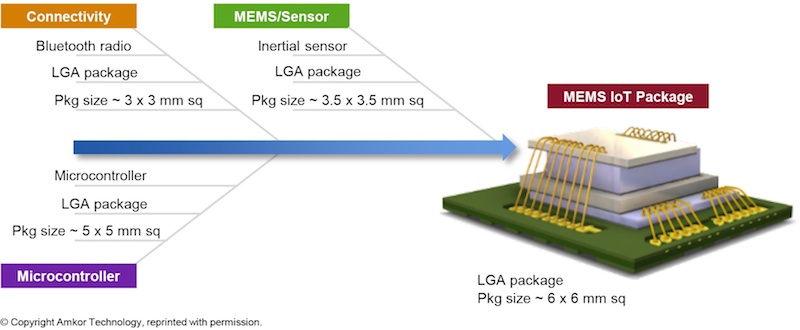 Connectivity
Bluetooth radio
LGA package
Pkg size ~ 3 x 3 mm sq
MEMS/Sensor
Inertial sensor
LGA package
Pkg size ~ 3.5 x 3.5 mm sq
MEMS IoT Package
Microcontroller
LGA package
Pkg size ~ 5 x 5 mm sq
Microcontroller
LGA package
Pkg size ~ 6 x 6 mm sq
© Copyright Amkor Technology, reprinted with permission.